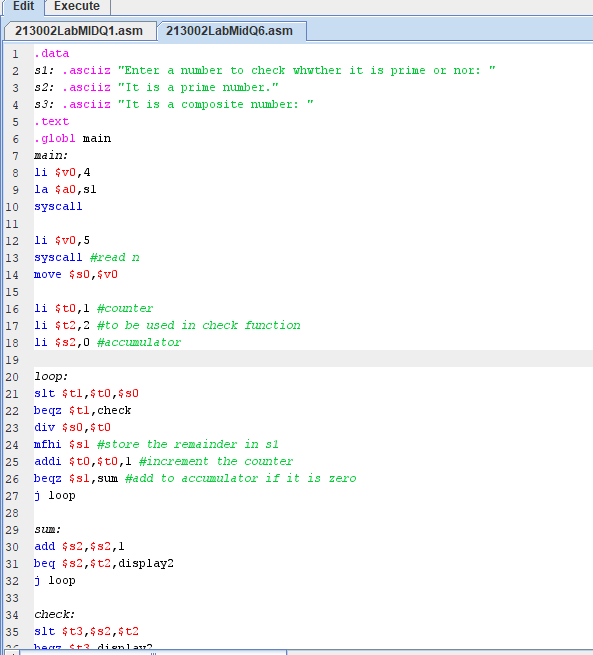 Edit Execute
213002LabMIDQ1.asm 213002LabMidQ6.asm
1 .data
2 s1: .asciiz "Enter a number to check whwther it is prime or nor: "
3 s2: .asciiz "It is a prime number."
4 s3: .asciiz "It is a composite number: "
5 .text
6 .globl main
7 main:
8 li $v0,4
9 la $a0,s1
10 syscall
11
12 li $v0,5
13 syscall #read n
14 move $s0,$v0
15
16 li $t0,1 #counter
17 li $t2,2 #to be used in check function
18 li $s2,0 #accumulator
19
20 loop:
21 slt $t1,$t0,$s0
22 beqz $t1,check
23 div $s0,$t0
24 mfhi $s1 #store the remainder in s1
25 addi $t0,$t0,1 #increment the counter
26 beqz $s1,sum #add to accumulator if it is zero
27 j loop
28
29 sum:
30 add $s2,$s2,1
31 beq $s2,$t2,display2
32 j loop
33
34 check:
35 slt $t3,$s2,$t2
36 beqz $t3,display2